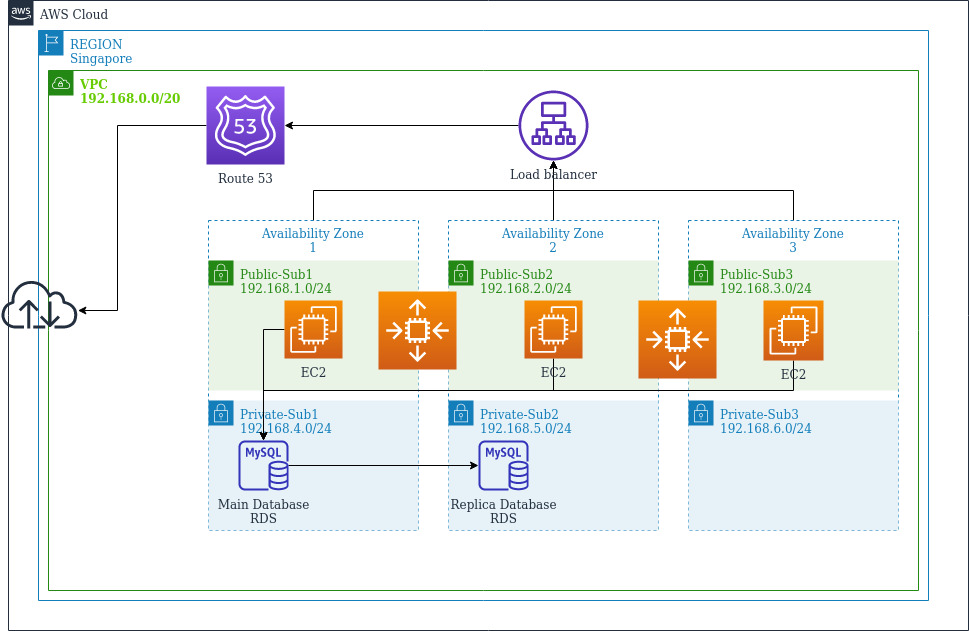 aws
AWS Cloud
REGION
Singapore
VPC
192.168.0.0/20
53
Route 53
Load balancer
Availability Zone
1
Availability Zone
2
Availability Zone
3
Public-Sub1
192.168.1.0/24
Public-Sub2
192.168.2.0/24
Public-Sub3
192.168.3.0/24
EC2
EC2
EC2
Private-Sub1
192.168.4.0/24
Private-Sub2
192.168.5.0/24
Private-Sub3
192.168.6.0/24
MySQL
MySQL
Main Database
RDS
Replica Database
RDS